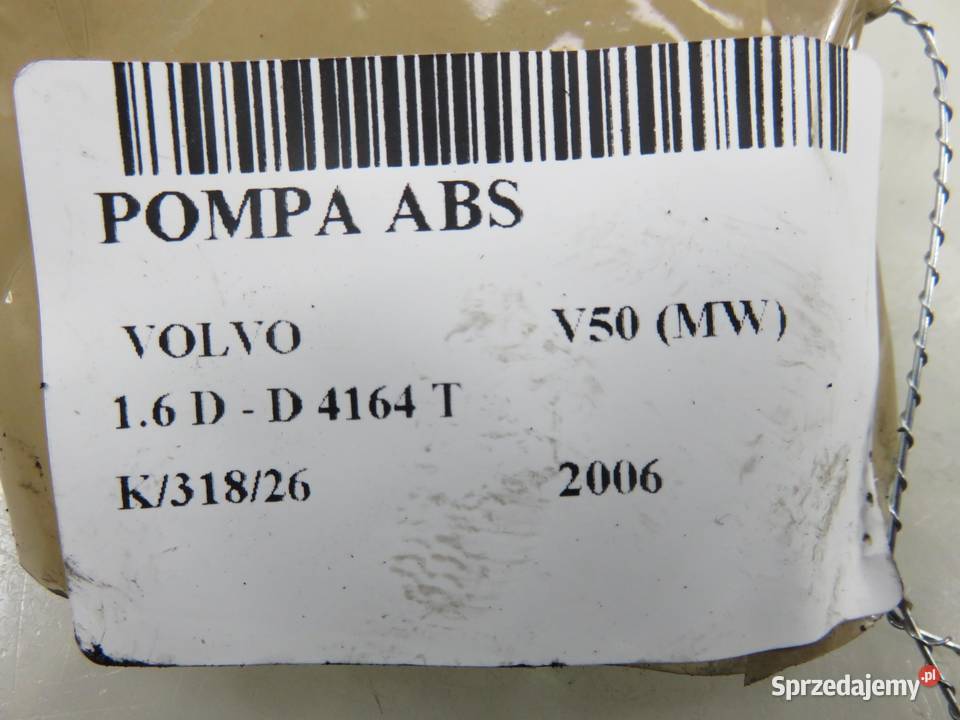 POMPA ABS
VOLVO V50 (MW)
1.6 D - D 4164 T
K/318/26 2006
Sprzedajemy.pl